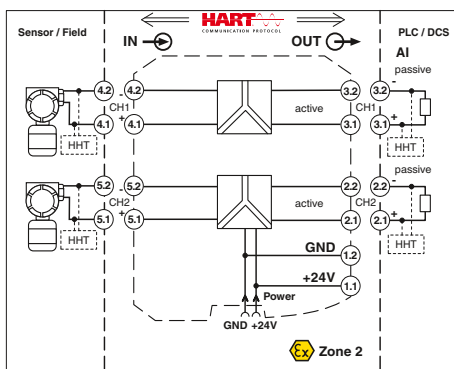 Sensor / Field
HART
COMMUNICATION PROTOCOL
PLC / DCS
IN
OUT
AI
passive
4.2
-
4.2
3.2
3.2
-
CH1
active
CH1
4.1
+
4.1
3.1
3.1
+
HHT
HHT
passive
5.2
-
5.2
2.2
2.2
-
CH2
active
CH2
5.1
+
5.1
2.1
2.1
+
HHT
HHT
GND
1.2
+24V
1.1
Power
GND +24V
Ex Zone 2